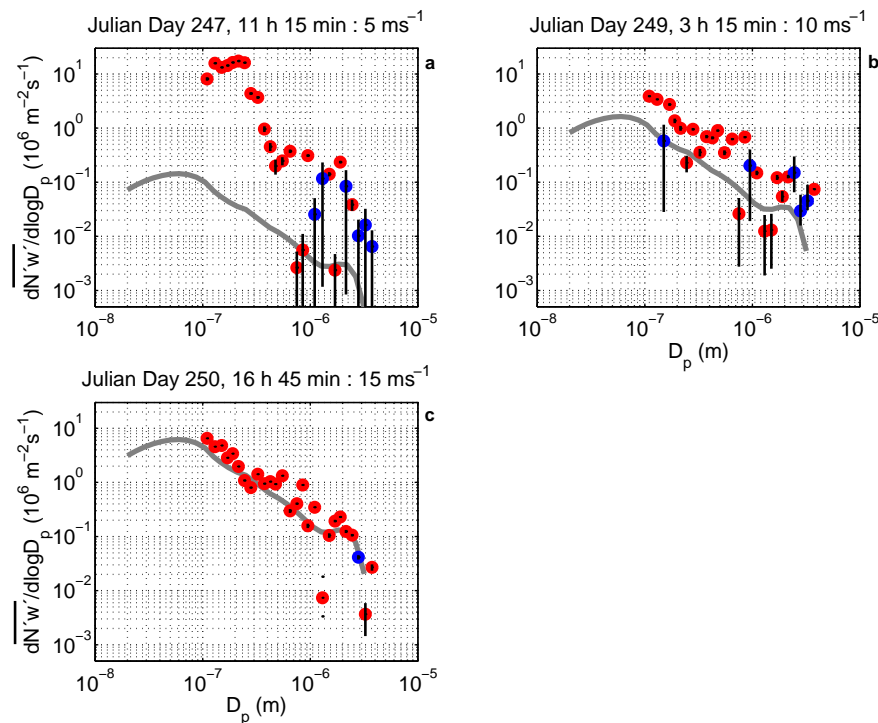 Julian Day 247, 11 h 15 min : 5 ms⁻¹
a
10¹
10⁰
10⁻¹
10⁻²
10⁻³
dN′w′/dlogDₚ (10⁶ m⁻²s⁻¹)
10⁻⁸ 10⁻⁷ 10⁻⁶ 10⁻⁵
Julian Day 249, 3 h 15 min : 10 ms⁻¹
b
10¹
10⁰
10⁻¹
10⁻²
10⁻³
10⁻⁸ 10⁻⁷ 10⁻⁶ 10⁻⁵
Dₚ (m)
Julian Day 250, 16 h 45 min : 15 ms⁻¹
c
10¹
10⁰
10⁻¹
10⁻²
10⁻³
dN′w′/dlogDₚ (10⁶ m⁻²s⁻¹)
10⁻⁸ 10⁻⁷ 10⁻⁶ 10⁻⁵
Dₚ (m)